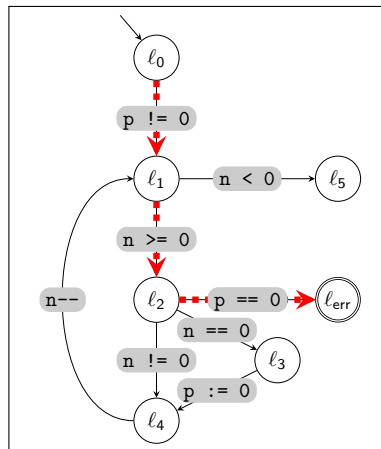 ℓ0
p != 0
ℓ1
n < 0
ℓ5
n >= 0
n--
ℓ2
p == 0
ℓerr
n == 0
n != 0
ℓ3
p := 0
ℓ4